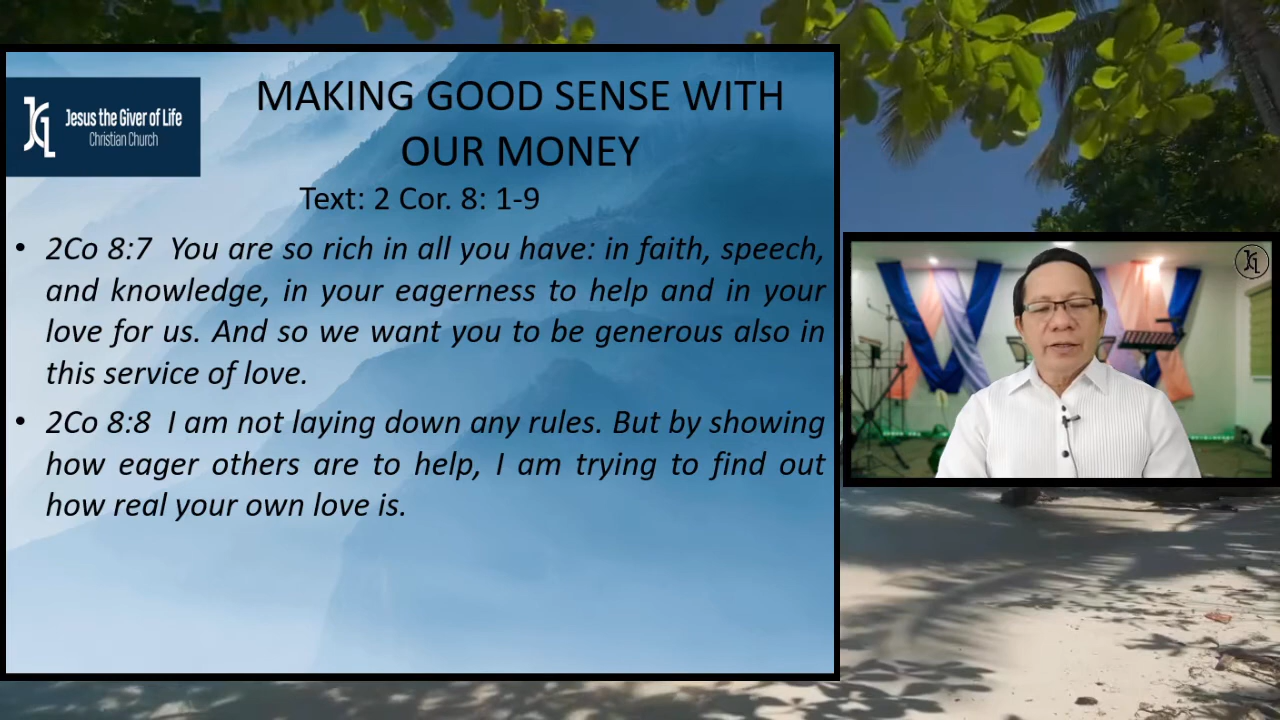 Jesus the Giver of Life
Christian Church
MAKING GOOD SENSE WITH
OUR MONEY
Text: 2 Cor. 8: 1-9
• 2Co 8:7 You are so rich in all you have: in faith, speech,
and knowledge, in your eagerness to help and in your
love for us. And so we want you to be generous also in
this service of love.
• 2Co 8:8 I am not laying down any rules. But by showing
how eager others are to help, I am trying to find out
how real your own love is.